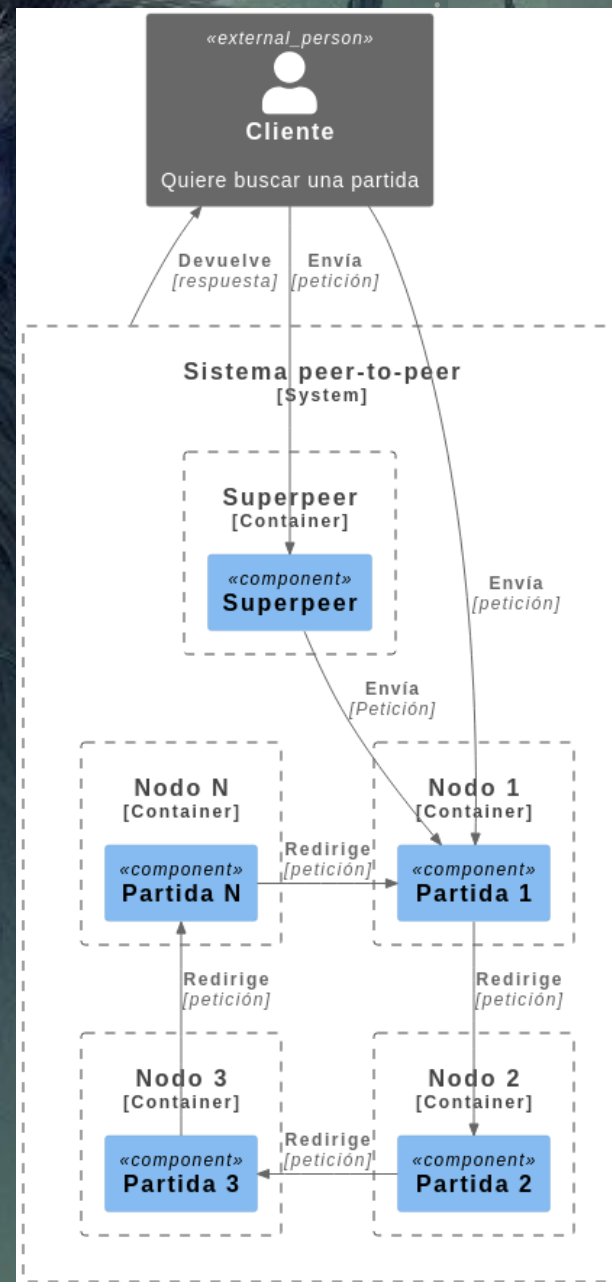 «external_person»
Cliente
Quiere buscar una partida
Devuelve
[respuesta]
Envía
[petición]
Sistema peer-to-peer
[System]
Superpeer
[Container]
«component»
Superpeer
Envía
[petición]
Envía
[Petición]
Nodo N
[Container]
«component»
Partida N
Redirige
[petición]
Nodo 1
[Container]
«component»
Partida 1
Redirige
[petición]
Redirige
[petición]
Nodo 3
[Container]
«component»
Partida 3
Redirige
[petición]
Nodo 2
[Container]
«component»
Partida 2